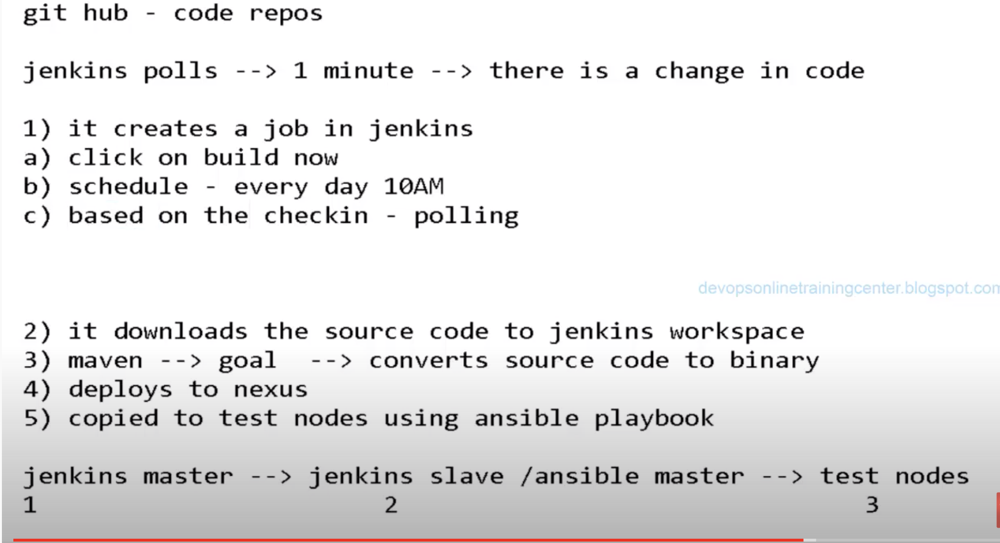 git hub - code repos
jenkins polls --> 1 minute --> there is a change in code
1) it creates a job in jenkins
a) click on build now
b) schedule - every day 10AM
c) based on the checkin - polling
devopsonlinetrainingcenter.blogspot.com
2) it downloads the source code to jenkins workspace
3) maven --> goal  --> converts source code to binary
4) deploys to nexus
5) copied to test nodes using ansible playbook
jenkins master --> jenkins slave /ansible master --> test nodes
1 2 3